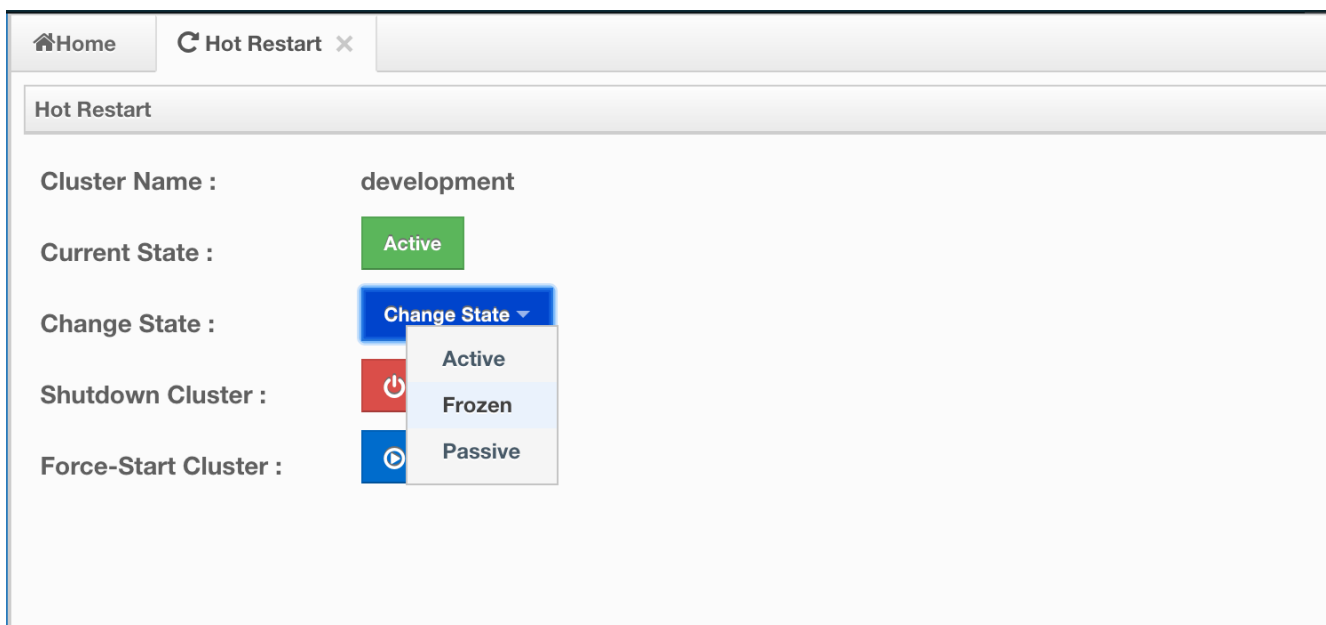 Home
Hot Restart
Hot Restart
Cluster Name : development
Current State : Active
Change State : Change State
Active
Shutdown Cluster :
Frozen
Passive
Force-Start Cluster :